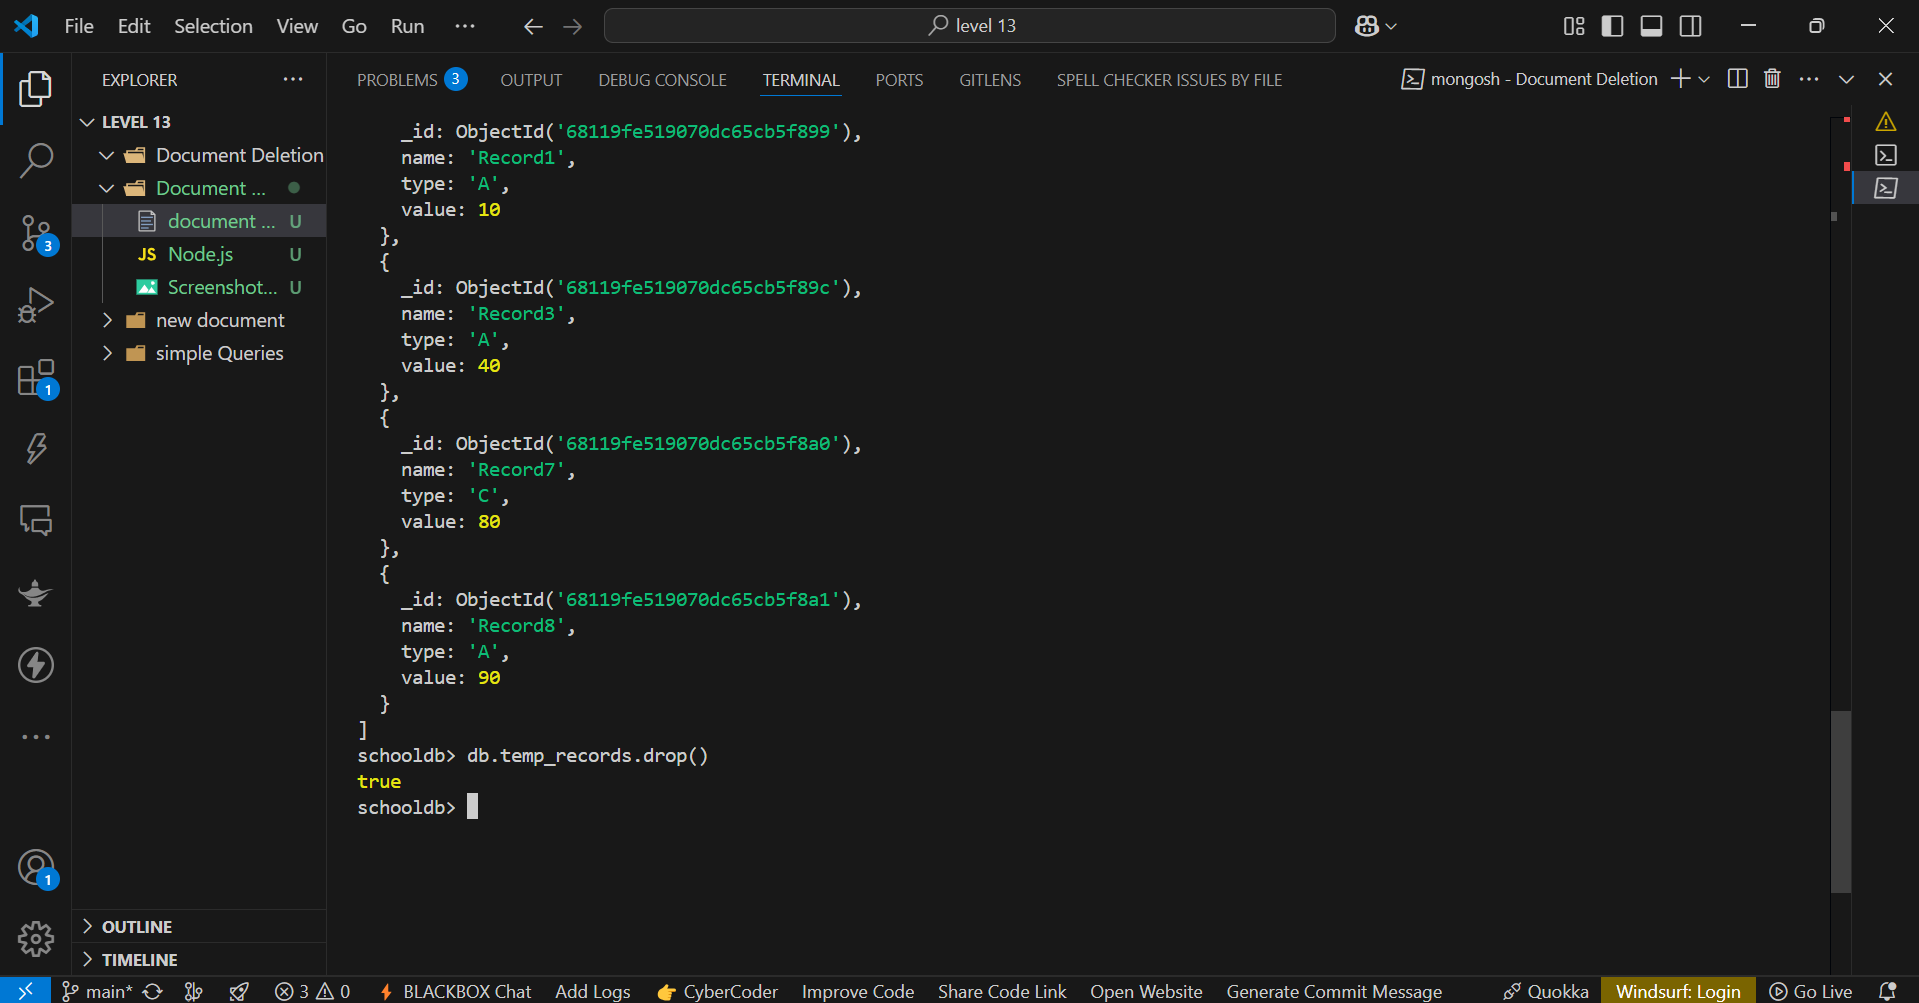 File Edit Selection View Go Run ··· level 13
EXPLORER ···
LEVEL 13
Document Deletion
Document ...
document ... U
JS Node.js U
Screenshot... U
new document
simple Queries
OUTLINE
TIMELINE
3
1
1
PROBLEMS 3 OUTPUT DEBUG CONSOLE TERMINAL PORTS GITLENS SPELL CHECKER ISSUES BY FILE mongosh - Document Deletion
_id: ObjectId('68119fe519070dc65cb5f899'),
name: 'Record1',
type: 'A',
value: 10
},
{
_id: ObjectId('68119fe519070dc65cb5f89c'),
name: 'Record3',
type: 'A',
value: 40
},
{
_id: ObjectId('68119fe519070dc65cb5f8a0'),
name: 'Record7',
type: 'C',
value: 80
},
{
_id: ObjectId('68119fe519070dc65cb5f8a1'),
name: 'Record8',
type: 'A',
value: 90
}
]
schooldb> db.temp_records.drop()
true
schooldb>
main* 3 0 BLACKBOX Chat Add Logs CyberCoder Improve Code Share Code Link Open Website Generate Commit Message Quokka Windsurf: Login Go Live